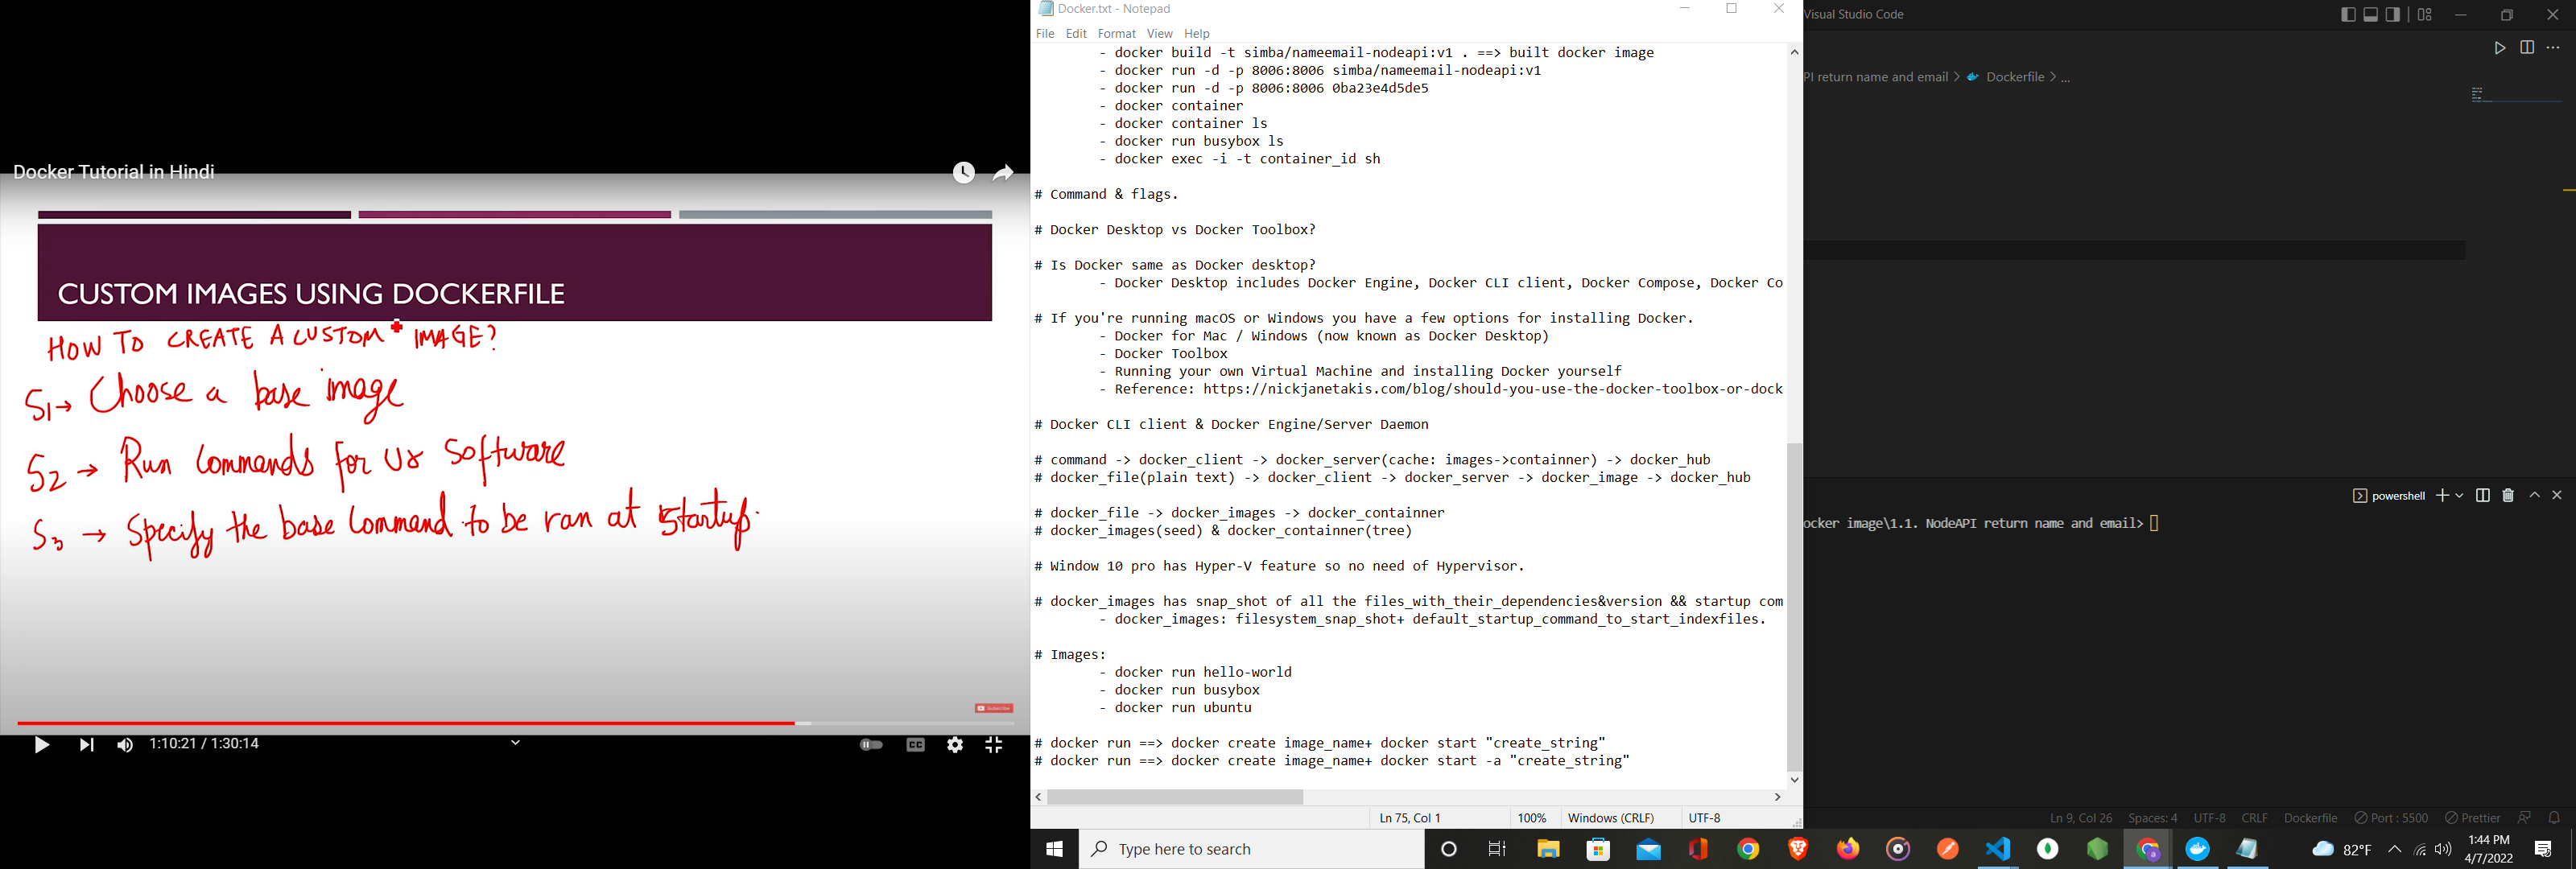 Docker Tutorial in Hindi
CUSTOM IMAGES USING DOCKERFILE
HOW TO CREATE A CUSTOM IMAGE?
S1→ Choose a base image
S2 → Run Commands for Ur Software
S3 → Specify the base Command to be ran at Startup.
Subscribe
1:10:21 / 1:30:14
CC
Docker.txt - Notepad
File Edit Format View Help
- docker build -t simba/nameemail-nodeapi:v1 . ==> built docker image
- docker run -d -p 8006:8006 simba/nameemail-nodeapi:v1
- docker run -d -p 8006:8006 0ba23e4d5de5
- docker container
- docker container ls
- docker run busybox ls
- docker exec -i -t container_id sh
# Command & flags.
# Docker Desktop vs Docker Toolbox?
# Is Docker same as Docker desktop?
- Docker Desktop includes Docker Engine, Docker CLI client, Docker Compose, Docker Co
# If you're running macOS or Windows you have a few options for installing Docker.
- Docker for Mac / Windows (now known as Docker Desktop)
- Docker Toolbox
- Running your own Virtual Machine and installing Docker yourself
- Reference: https://nickjanetakis.com/blog/should-you-use-the-docker-toolbox-or-dock
# Docker CLI client & Docker Engine/Server Daemon
# command -> docker_client -> docker_server(cache: images->containner) -> docker_hub
# docker_file(plain text) -> docker_client -> docker_server -> docker_image -> docker_hub
# docker_file -> docker_images -> docker_containner
# docker_images(seed) & docker_containner(tree)
# Window 10 pro has Hyper-V feature so no need of Hypervisor.
# docker_images has snap_shot of all the files_with_their_dependencies&version && startup com
- docker_images: filesystem_snap_shot+ default_startup_command_to_start_indexfiles.
# Images:
- docker run hello-world
- docker run busybox
- docker run ubuntu
# docker run ==> docker create image_name+ docker start "create_string"
# docker run ==> docker create image_name+ docker start -a "create_string"
Ln 75, Col 1 100% Windows (CRLF) UTF-8
Visual Studio Code
PI return name and email > Dockerfile > ...
powershell
ocker image\1.1. NodeAPI return name and email>
Ln 9, Col 26 Spaces: 4 UTF-8 CRLF Dockerfile Port : 5500 Prettier
Type here to search
82°F
1:44 PM
4/7/2022